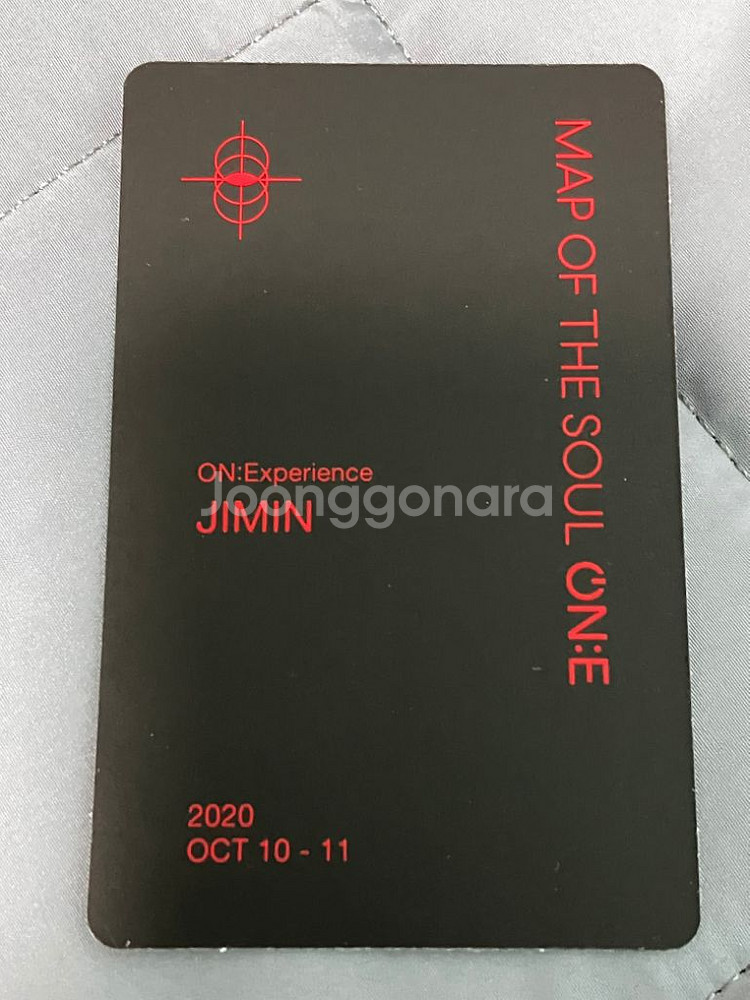 MAP OF THE SOUL ON:E
ON:Experience
JIMIN
Joonggonara
2020
OCT 10 - 11